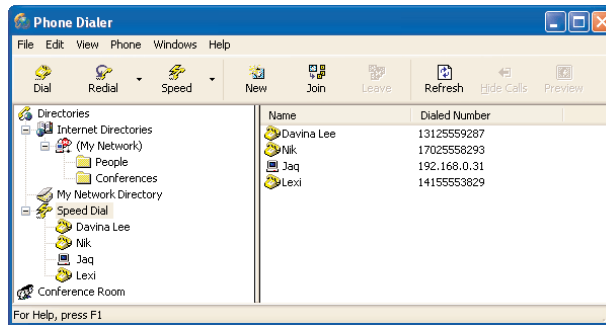 Phone Dialer
File Edit View Phone Windows Help
Dial Redial Speed New Join Leave Refresh Hide Calls Preview
Directories
Internet Directories
(My Network)
People
Conferences
My Network Directory
Speed Dial
Davina Lee
Nik
Jaq
Lexi
Conference Room
Name Dialed Number
Davina Lee 13125559287
Nik 17025558293
Jaq 192.168.0.31
Lexi 14155553829
For Help, press F1